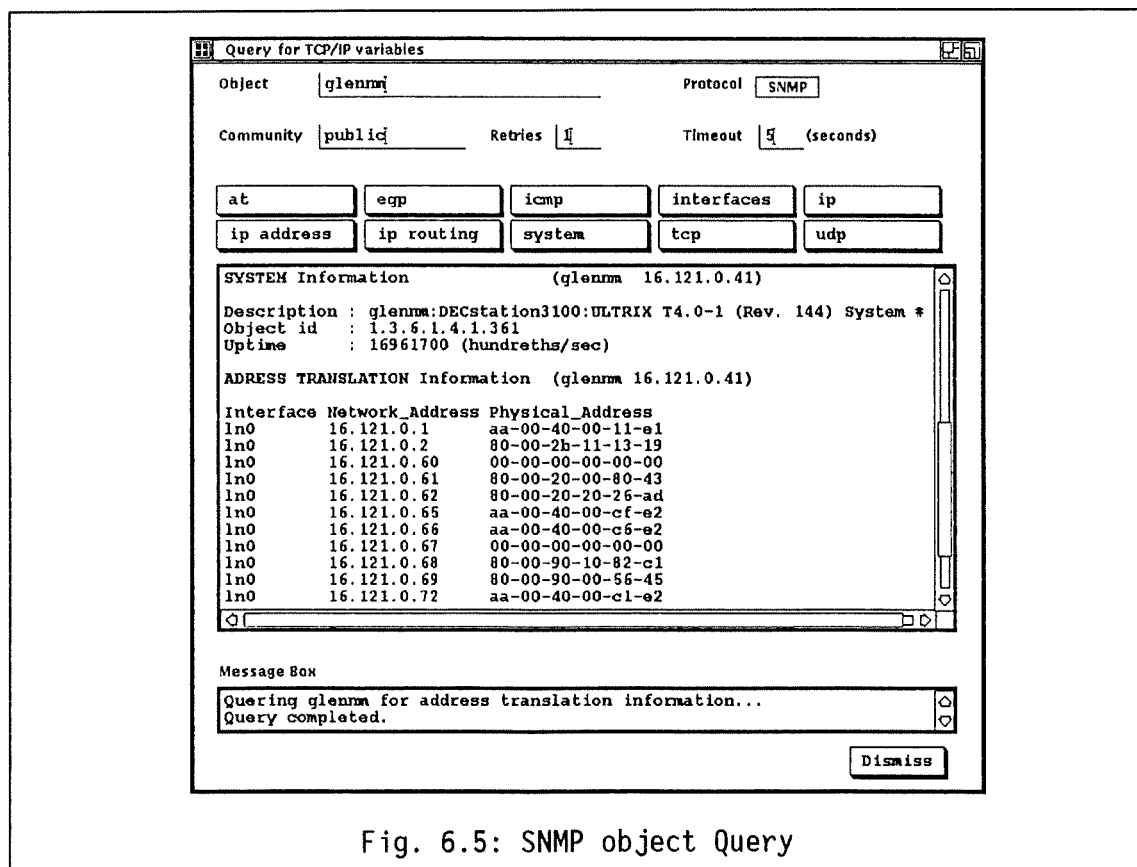 Query for TCP/IP variables
Object glennm Protocol SNMP
Community public Retries 1 Timeout 5 (seconds)
at egp icmp interfaces ip
ip address ip routing system tcp udp
SYSTEM Information (glennm 16.121.0.41)
Description : glennm:DECstation3100:ULTRIX T4.0-1 (Rev. 144) System #
Object id : 1.3.6.1.4.1.361
Uptime : 16961700 (hundreths/sec)
ADRESS TRANSLATION Information (glennm 16.121.0.41)
Interface Network_Address Physical_Address
ln0 16.121.0.1 aa-00-40-00-11-e1
ln0 16.121.0.2 80-00-2b-11-13-19
ln0 16.121.0.60 00-00-00-00-00-00
ln0 16.121.0.61 80-00-20-00-80-43
ln0 16.121.0.62 80-00-20-20-26-ad
ln0 16.121.0.65 aa-00-40-00-cf-e2
ln0 16.121.0.66 aa-00-40-00-c6-e2
ln0 16.121.0.67 00-00-00-00-00-00
ln0 16.121.0.68 80-00-90-10-82-c1
ln0 16.121.0.69 80-00-90-00-56-45
ln0 16.121.0.72 aa-00-40-00-c1-e2
Message Box
Quering glennm for address translation information...
Query completed.
Dismiss
Fig. 6.5: SNMP object Query